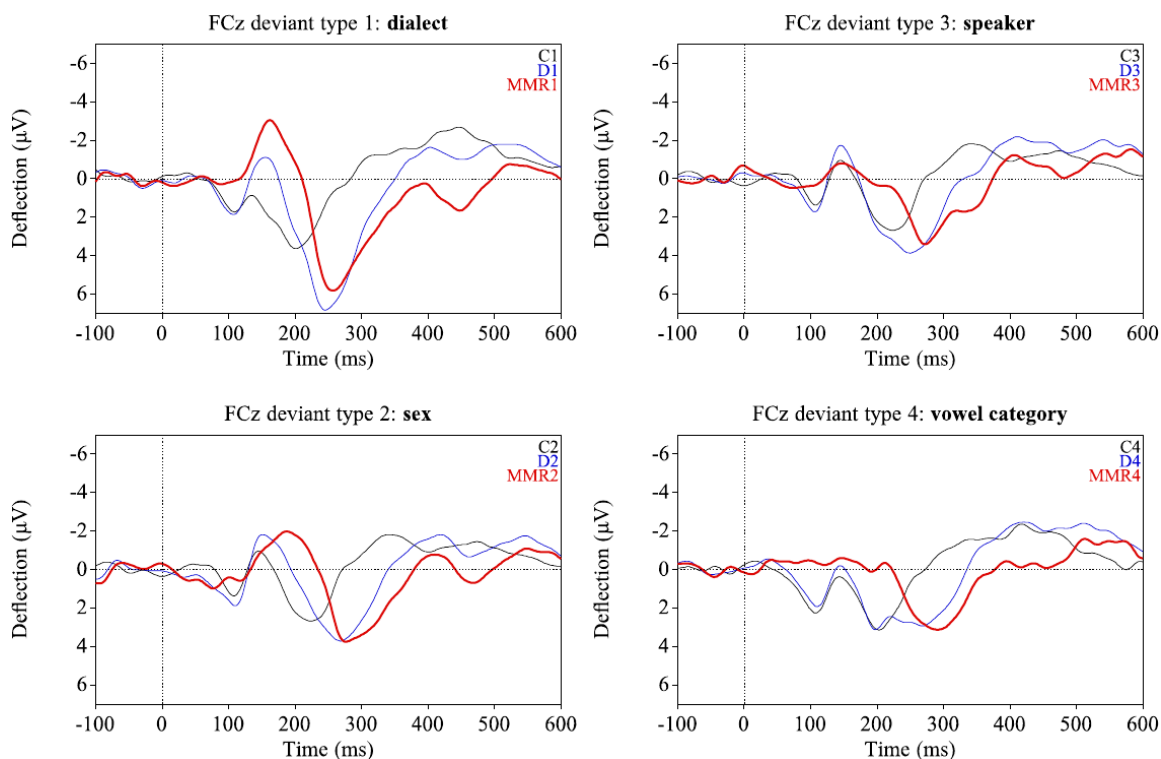 FCz deviant type 1: dialect
C1
D1
MMR1
-6
-4
-2
0
2
4
6
Deflection (µV)
-100 0 100 200 300 400 500 600
Time (ms)
FCz deviant type 3: speaker
C3
D3
MMR3
-6
-4
-2
0
2
4
6
Deflection (µV)
-100 0 100 200 300 400 500 600
Time (ms)
FCz deviant type 2: sex
C2
D2
MMR2
-6
-4
-2
0
2
4
6
Deflection (µV)
-100 0 100 200 300 400 500 600
Time (ms)
FCz deviant type 4: vowel category
C4
D4
MMR4
-6
-4
-2
0
2
4
6
Deflection (µV)
-100 0 100 200 300 400 500 600
Time (ms)